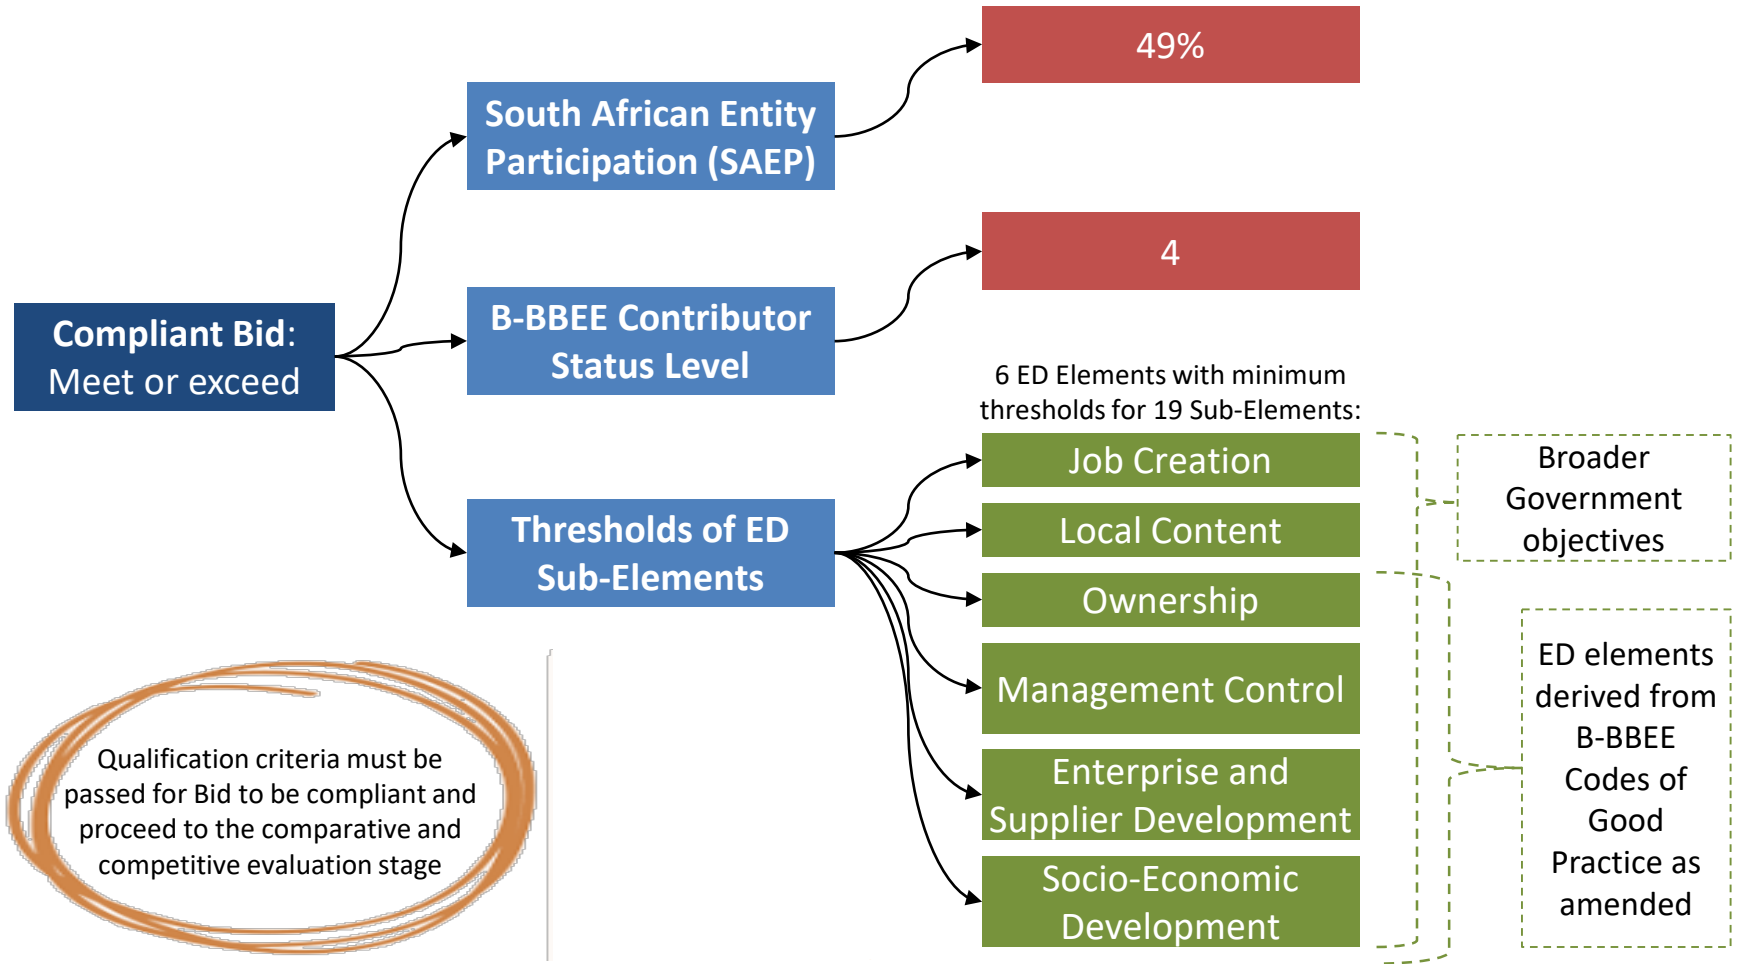 49%
South African Entity
Participation (SAEP)
4
B-BBEE Contributor
Status Level
Compliant Bid:
Meet or exceed
6 ED Elements with minimum
thresholds for 19 Sub-Elements:
Job Creation
Local Content
Ownership
Management Control
Enterprise and
Supplier Development
Socio-Economic
Development
Thresholds of ED
Sub-Elements
Broader
Government
objectives
ED elements
derived from
B-BBEE
Codes of
Good
Practice as
amended
Qualification criteria must be
passed for Bid to be compliant and
proceed to the comparative and
competitive evaluation stage